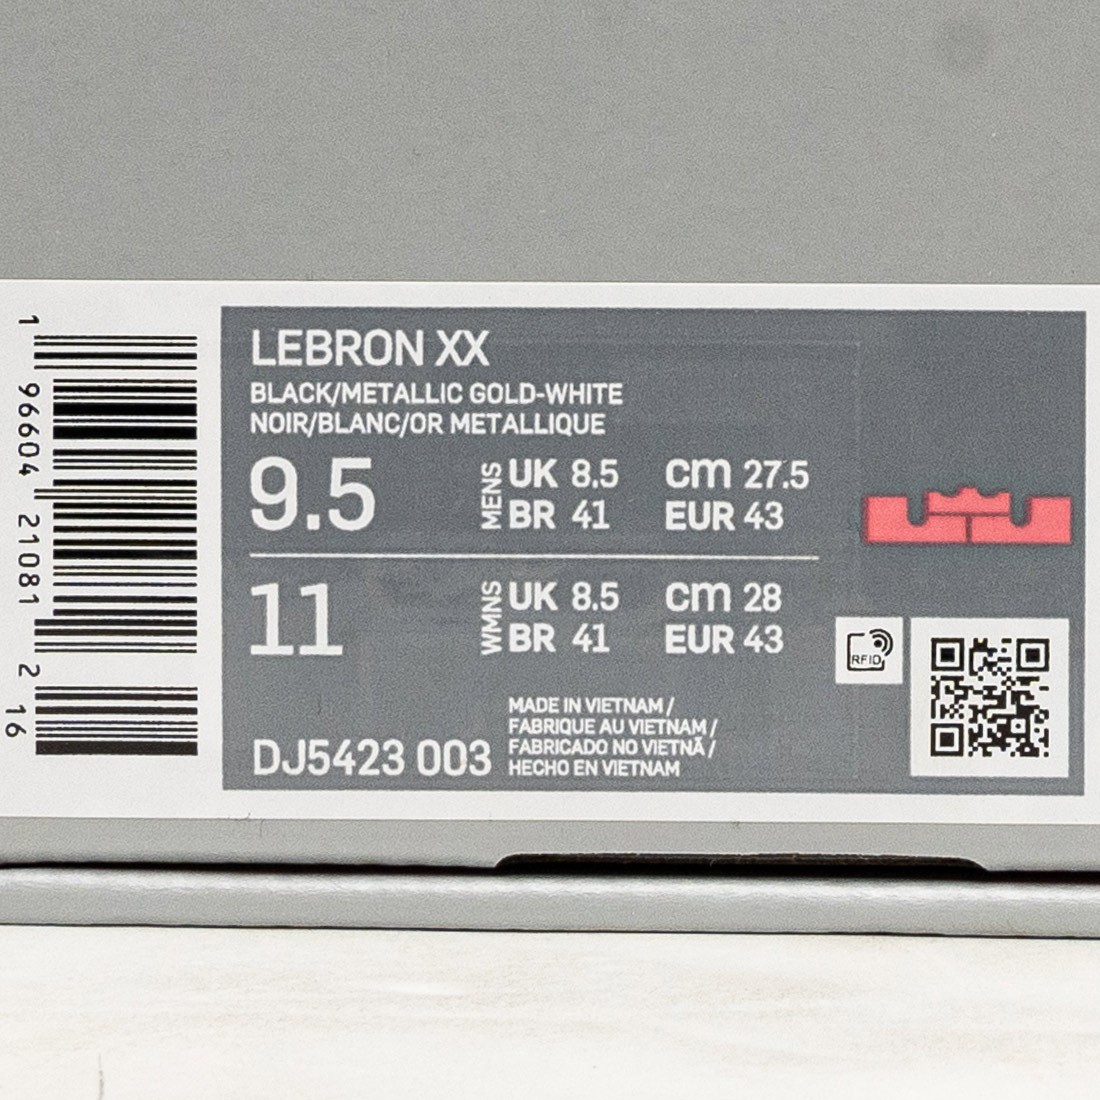 LEBRON XX
BLACK/METALLIC GOLD-WHITE
NOIR/BLANC/OR METALLIQUE
9.5 MENS UK 8.5 CM 27.5
BR 41 EUR 43
11 WMNS UK 8.5 CM 28
BR 41 EUR 43
RFID
MADE IN VIETNAM /
FABRIQUE AU VIETNAM /
FABRICADO NO VIETNÃ /
HECHO EN VIETNAM
DJ5423 003
1 96604 21081 2 16